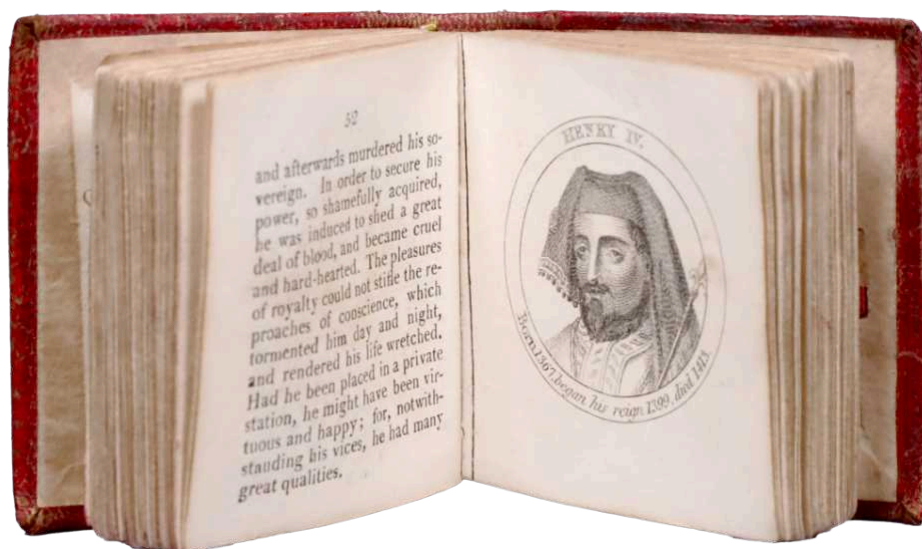 52
and afterwards murdered his so-
vereign. In order to secure his
power, so shamefully acquired,
he was induced to shed a great
deal of blood, and became cruel
and hard-hearted. The pleasures
of royalty could not stifle the re-
proaches of conscience, which
tormented him day and night,
and rendered his life wretched.
Had he been placed in a private
station, he might have been vir-
tuous and happy; for, notwith-
standing his vices, he had many
great qualities.
HENRY IV.
Born 1367, began his reign 1399, died 1413.